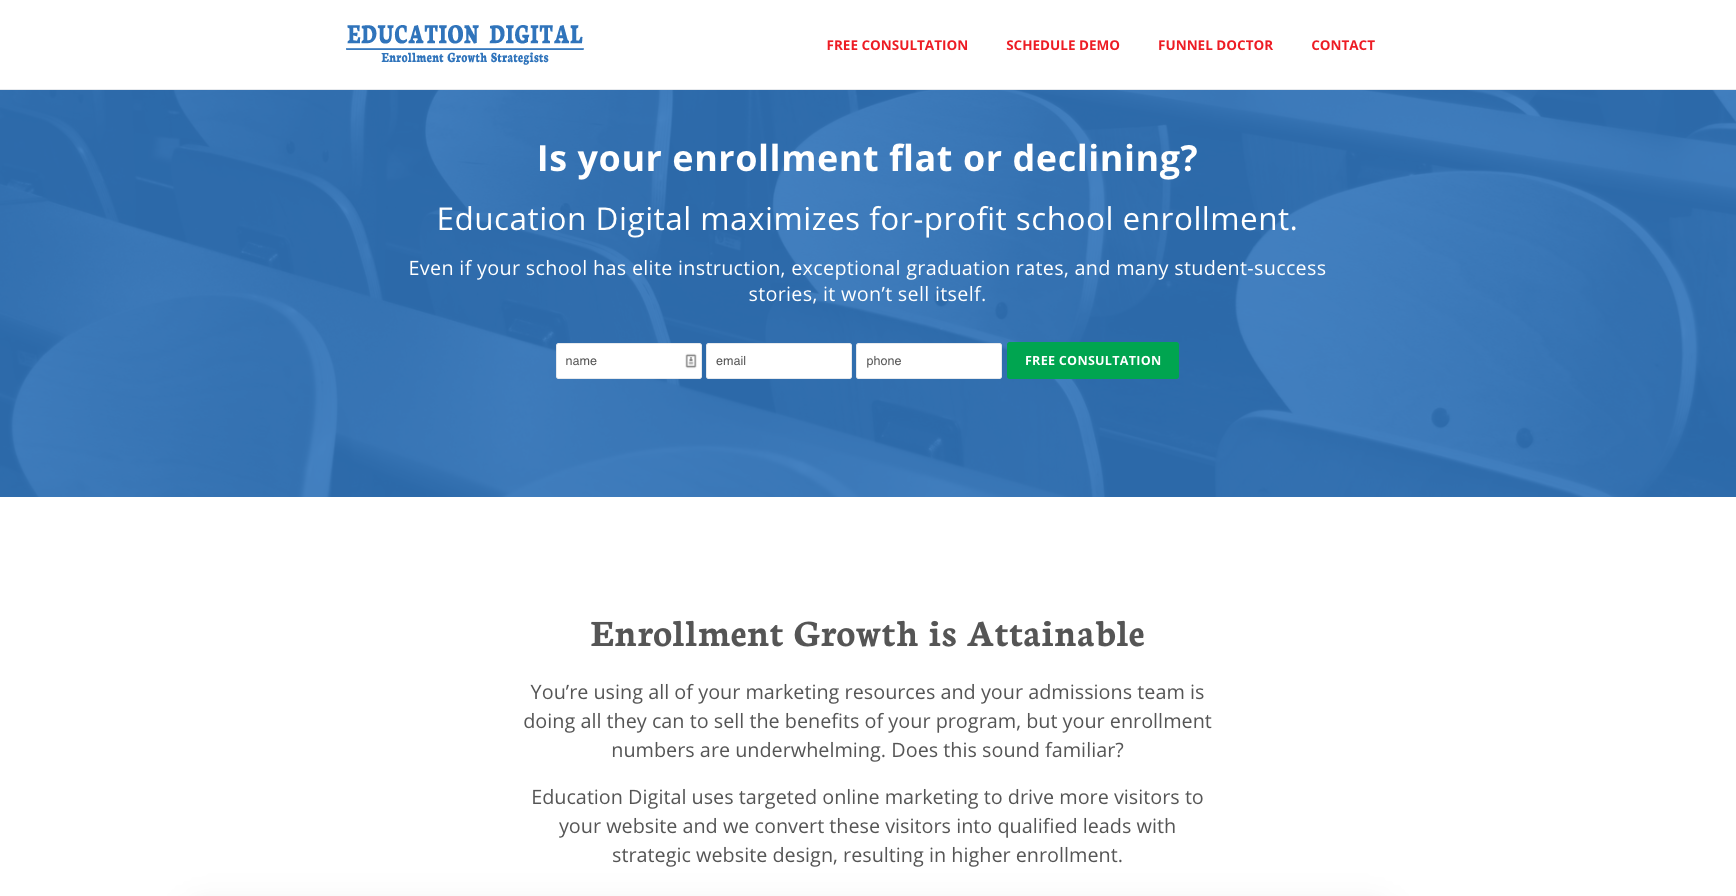 EDUCATION DIGITAL
Enrollment Growth Strategists
FREE CONSULTATION
SCHEDULE DEMO
FUNNEL DOCTOR
CONTACT
Is your enrollment flat or declining?
Education Digital maximizes for-profit school enrollment.
Even if your school has elite instruction, exceptional graduation rates, and many student-success
stories, it won’t sell itself.
name
email
phone
FREE CONSULTATION
Enrollment Growth is Attainable
You’re using all of your marketing resources and your admissions team is
doing all they can to sell the benefits of your program, but your enrollment
numbers are underwhelming. Does this sound familiar?
Education Digital uses targeted online marketing to drive more visitors to
your website and we convert these visitors into qualified leads with
strategic website design, resulting in higher enrollment.